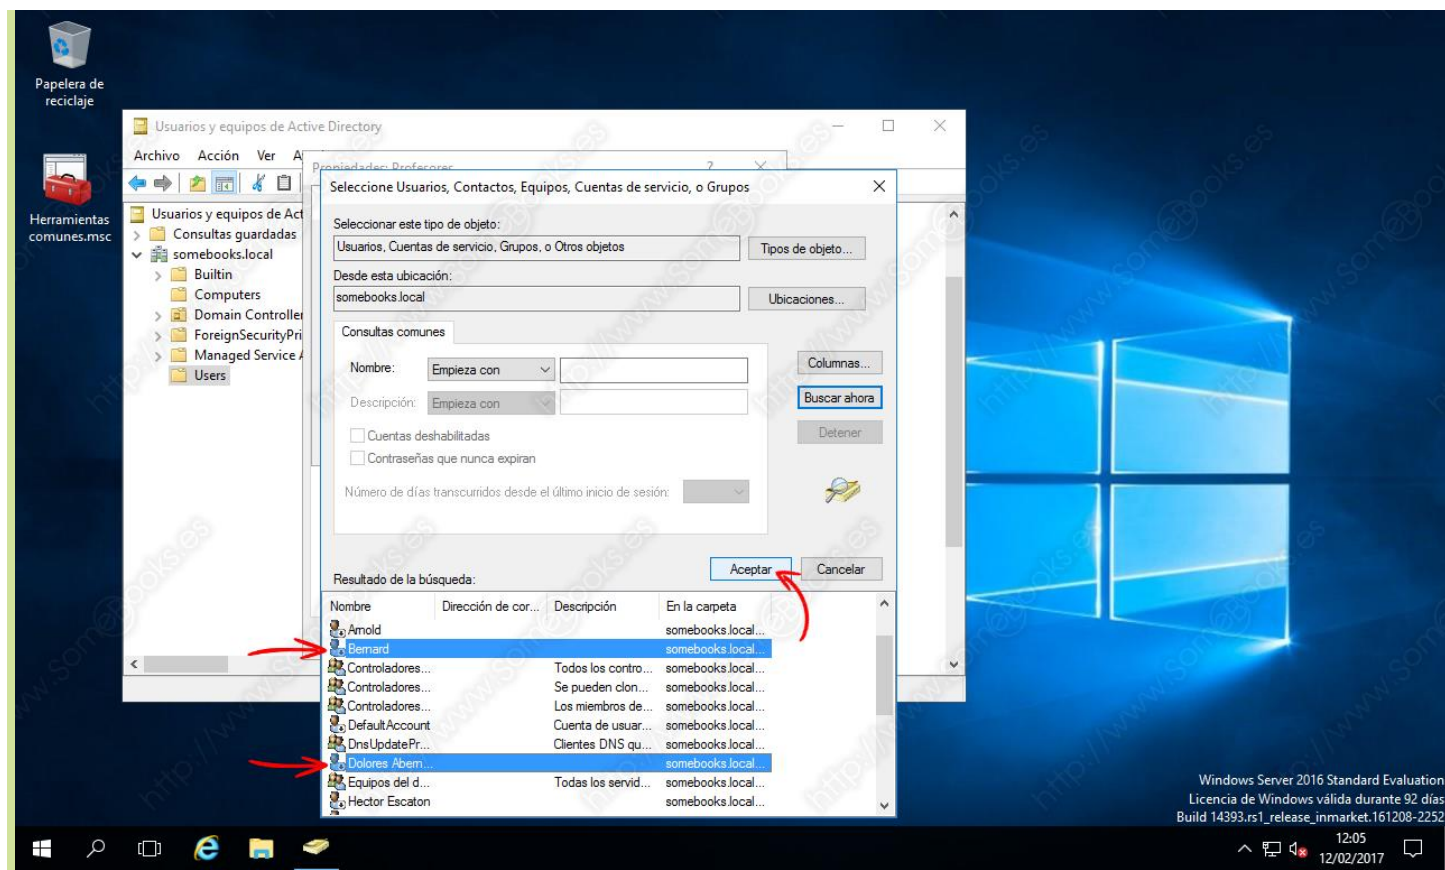 Papelera de
reciclaje
Herramientas
comunes.msc
Usuarios y equipos de Active Directory
Archivo Acción Ver A
Propiedades: Profesores ?
Usuarios y equipos de Act
Consultas guardadas
somebooks.local
Builtin
Computers
Domain Controller
ForeignSecurityPri
Managed Service A
Users
Seleccione Usuarios, Contactos, Equipos, Cuentas de servicio, o Grupos
Seleccionar este tipo de objeto:
Usuarios, Cuentas de servicio, Grupos, o Otros objetos Tipos de objeto...
Desde esta ubicación:
somebooks.local Ubicaciones...
Consultas comunes
Nombre: Empieza con Columnas...
Descripción: Empieza con Buscar ahora
Cuentas deshabilitadas Detener
Contraseñas que nunca expiran
Número de días transcurridos desde el último inicio de sesión:
Aceptar Cancelar
Resultado de la búsqueda:
Nombre Dirección de cor... Descripción En la carpeta
Arnold somebooks.local...
Bernard somebooks.local...
Controladores... Todos los contro... somebooks.local...
Controladores... Se pueden clon... somebooks.local...
Controladores... Los miembros de... somebooks.local...
DefaultAccount Cuenta de usuar... somebooks.local...
DnsUpdatePr... Clientes DNS qu... somebooks.local...
Dolores Abern... somebooks.local...
Equipos del d... Todas los servid... somebooks.local...
Hector Escaton somebooks.local...
Windows Server 2016 Standard Evaluation
Licencia de Windows válida durante 92 días
Build 14393.rs1_release_inmarket.161208-2252
12:05
12/02/2017
http://www.SomeBooks.es